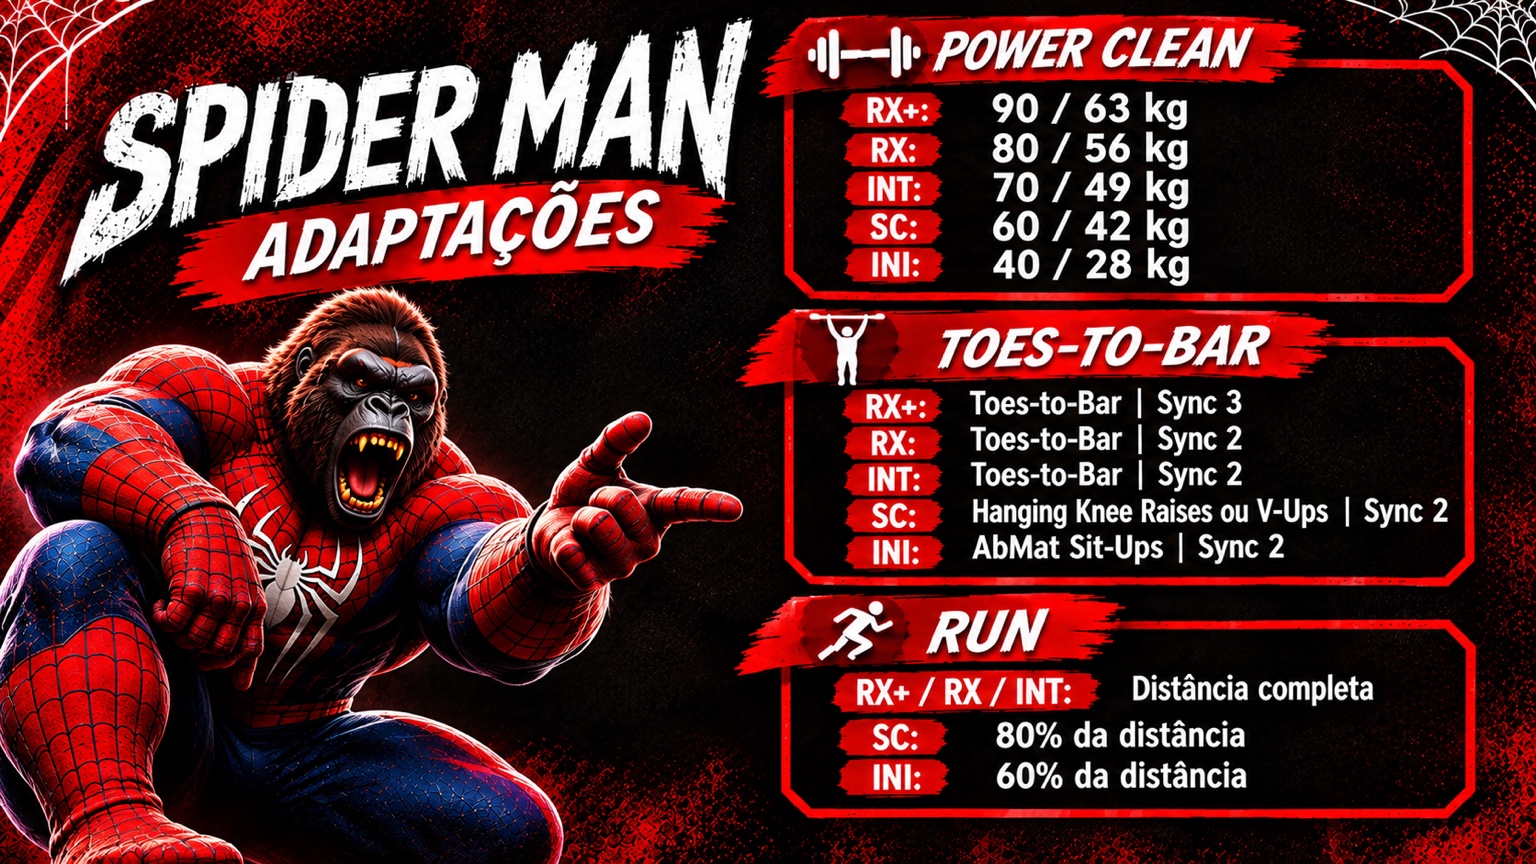 SPIDER MAN
ADAPTAÇÕES
POWER CLEAN
RX+: 90 / 63 kg
RX: 80 / 56 kg
INT: 70 / 49 kg
SC: 60 / 42 kg
INI: 40 / 28 kg
TOES-TO-BAR
RX+: Toes-to-Bar | Sync 3
RX: Toes-to-Bar | Sync 2
INT: Toes-to-Bar | Sync 2
SC: Hanging Knee Raises ou V-Ups | Sync 2
INI: AbMat Sit-Ups | Sync 2
RUN
RX+ / RX / INT: Distância completa
SC: 80% da distância
INI: 60% da distância